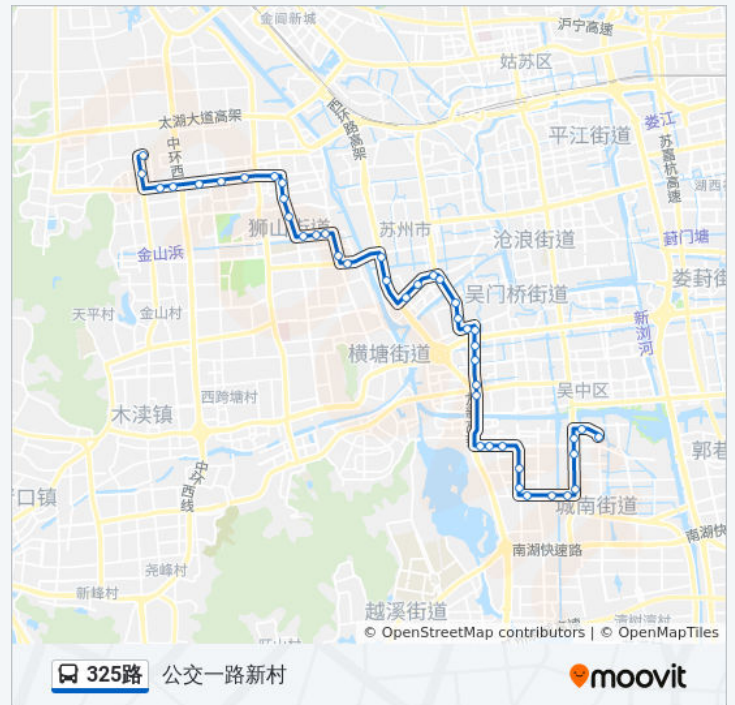 金阊新城
沪宁高速
姑苏区
西环路高架
太湖大道高架
娄江
平江街道
中环西
苏嘉杭高速
湖西
狮山街道
苏州市
沧浪街道
葑门塘
金山浜
娄葑街
吴门桥街道
天平村
金山村
新浏河
横塘街道
西跨塘村
吴中区
木渎镇
郭巷
中环西线
口镇
城南街道
南湖快速路
南湖快
尧峰村
新峰村
越溪街道
© OpenStreetMap contributors | © OpenMapTiles
325路 公交一路新村
moovit